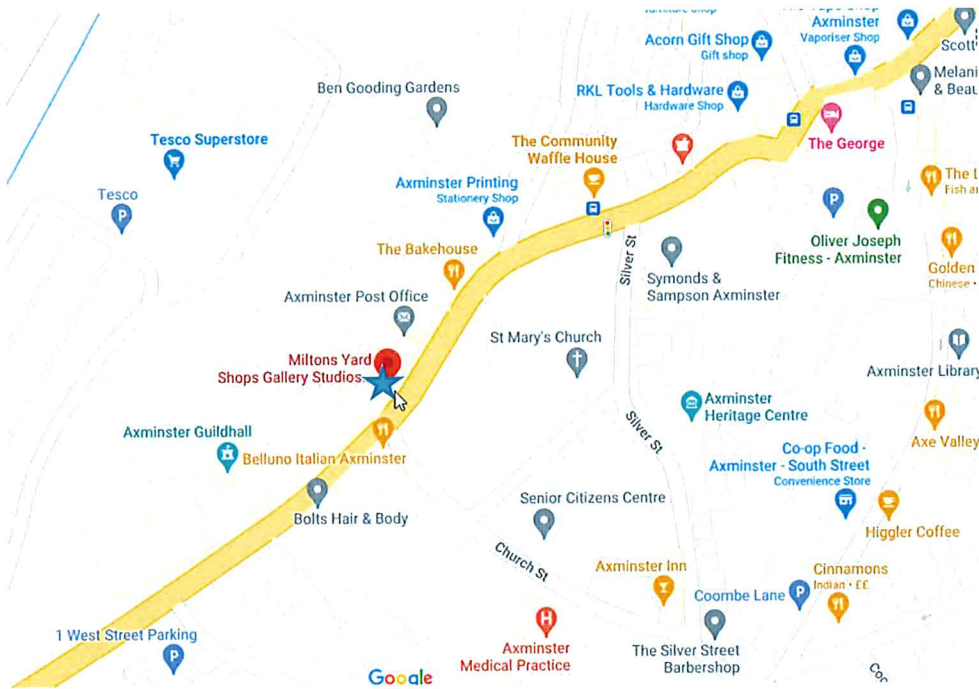 Axminster
Vaporiser Shop
Scott
Acorn Gift Shop
Gift shop
Melani
& Beau
Ben Gooding Gardens
RKL Tools & Hardware
Hardware Shop
The George
Tesco Superstore
The Community
Waffle House
Tesco
P
Axminster Printing
Stationery Shop
The L
Fish an
P
Oliver Joseph
Fitness - Axminster
The Bakehouse
Silver St
Symonds &
Sampson Axminster
Golden
Chinese •
Axminster Post Office
St Mary's Church
Miltons Yard
Shops Gallery Studios
Axminster Library
Axminster
Heritage Centre
Silver St
Axminster Guildhall
Belluno Italian Axminster
Axe Valley
Co-op Food -
Axminster - South Street
Convenience Store
Bolts Hair & Body
Senior Citizens Centre
Higgler Coffee
Church St
Axminster Inn
Cinnamons
Indian • ££
Coombe Lane
P
1 West Street Parking
P
H
Axminster
Medical Practice
The Silver Street
Barbershop
Coo
Google